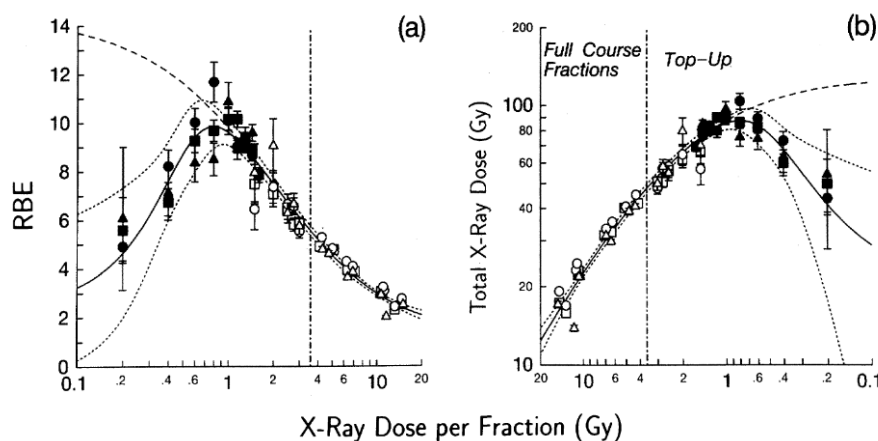 (a)
RBE
14
12
10
8
6
4
2
0
0.1 .2 .4 .6 1 2 4 6 10 20
(b)
Full Course
Fractions
Top-Up
Total X-Ray Dose (Gy)
200
100
80
60
40
20
10
20 10 6 4 2 1 .6 .4 .2 0.1
X-Ray Dose per Fraction (Gy)